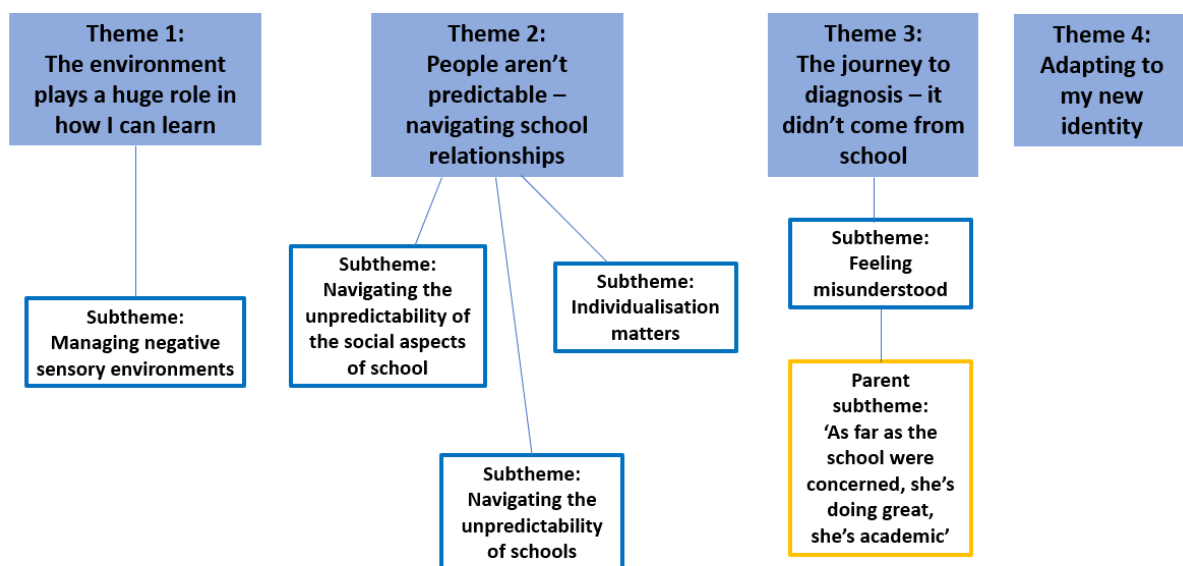 Theme 1:
The environment
plays a huge role in
how I can learn
Subtheme:
Managing negative
sensory environments
Theme 2:
People aren’t
predictable –
navigating school
relationships
Subtheme:
Navigating the
unpredictability of
the social aspects
of school
Subtheme:
Individualisation
matters
Subtheme:
Navigating the
unpredictability
of schools
Theme 3:
The journey to
diagnosis – it
didn’t come from
school
Subtheme:
Feeling
misunderstood
Parent
subtheme:
‘As far as the
school were
concerned, she’s
doing great,
she’s academic’
Theme 4:
Adapting to
my new
identity